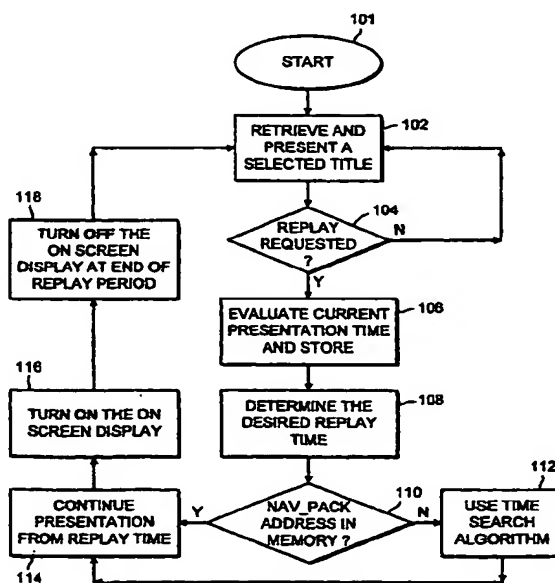 101
START
RETRIEVE AND
PRESENT A
SELECTED TITLE
102
REPLAY
REQUESTED
?
104
N
Y
118
TURN OFF THE
ON SCREEN
DISPLAY AT END OF
REPLAY PERIOD
EVALUATE CURRENT
PRESENTATION TIME
AND STORE
106
116
TURN ON THE ON
SCREEN DISPLAY
DETERMINE THE
DESIRED REPLAY
TIME
108
CONTINUE
PRESENTATION
FROM REPLAY TIME
114
Y
NAV_PACK
ADDRESS IN
MEMORY ?
110
N
112
USE TIME
SEARCH
ALGORITHM